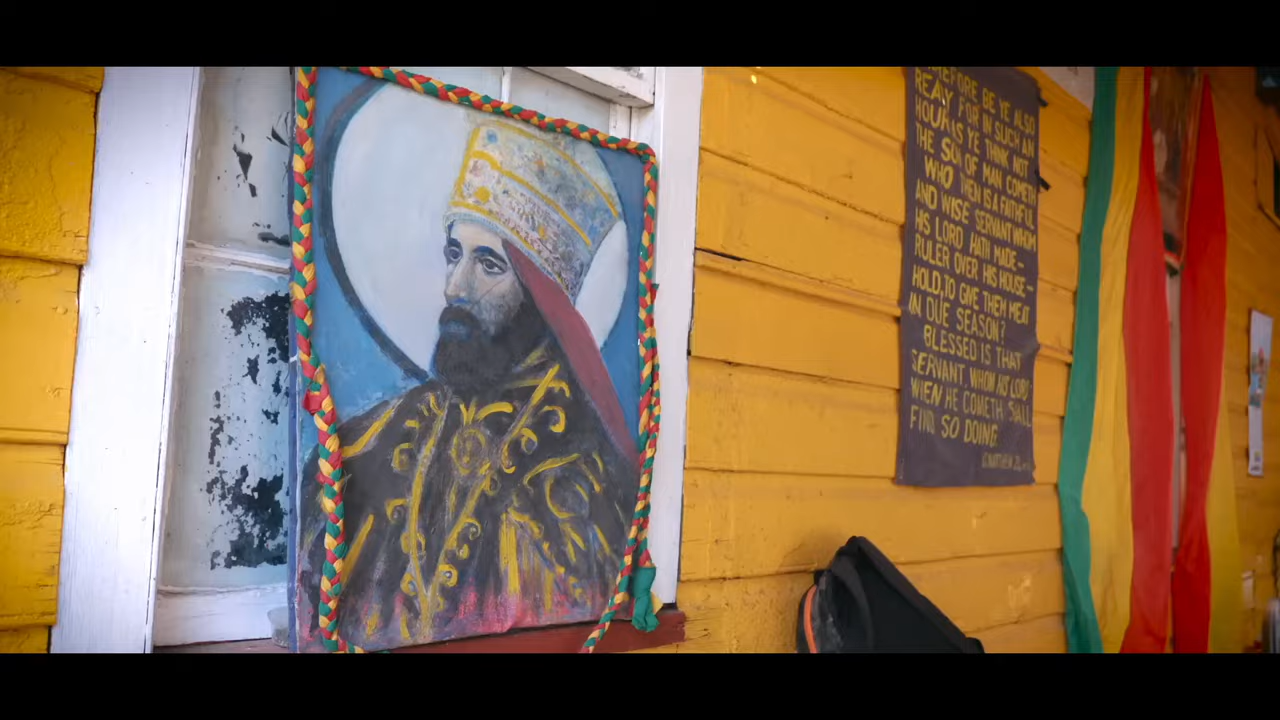 BE YE ALSO
REAY FOR IN SUCH AN
HOUR AS YE THINK NOT
THE SON OF MAN COMETH
WHO THEN IS A FAITHFUL
AND WISE SERVANT WHOM
HIS LORD HATH MADE-
RULER OVER HIS HOUSE-
HOLD, TO GIVE THEM MEAT
IN DUE SEASON?
BLESSED IS THAT
SERVANT, WHOM HIS LORD
WHEN HE COMETH SHALL
FIND SO DOING